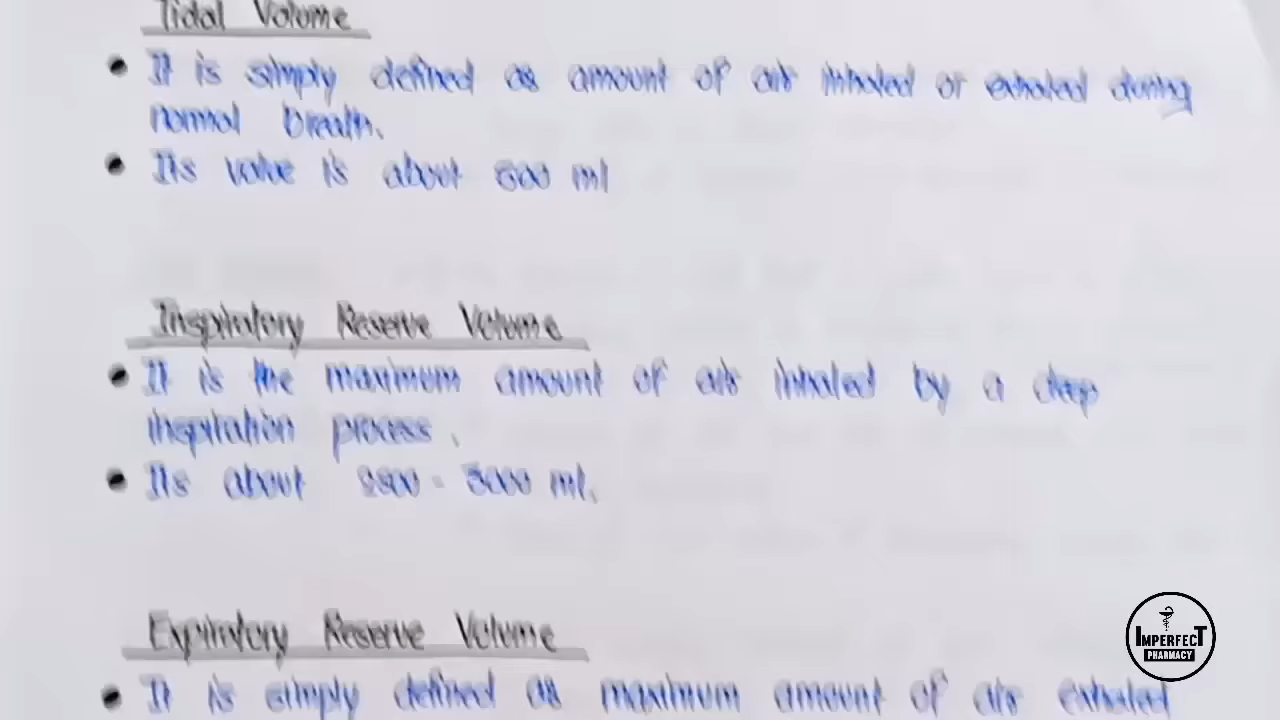 Tidal Volume
It is simply defined as amount of air inhaled or exhaled during
normal breath.
Its value is about 500 ml
Inspiratory Reserve Volume
It is the maximum amount of air inhaled by a deep
inspiration process.
Its about 2500 - 3000 ml.
Expiratory Reserve Volume
It is simply defined as maximum amount of air exhaled
IMPERFECT
PHARMACY